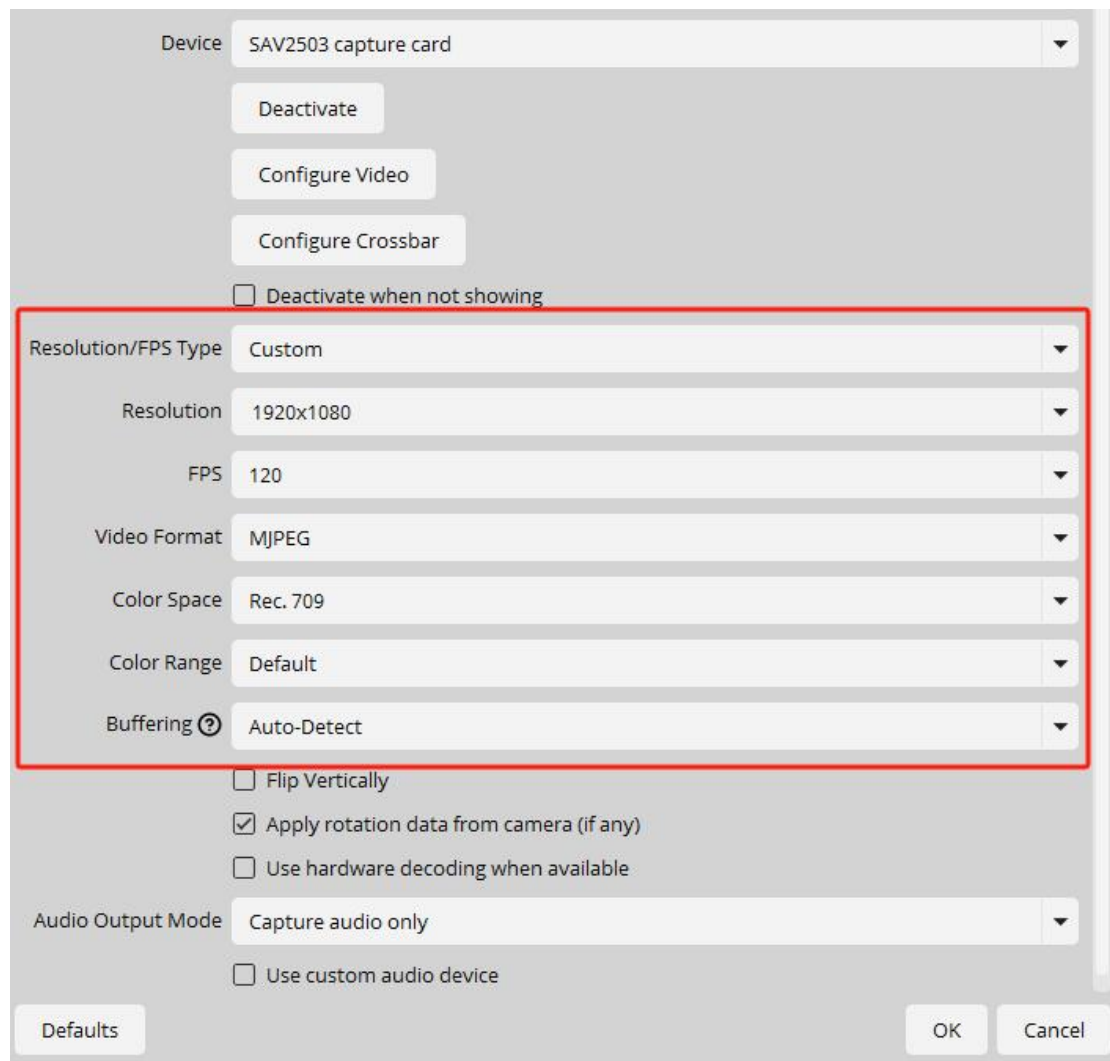 Device SAV2503 capture card
Deactivate
Configure Video
Configure Crossbar
Deactivate when not showing
Resolution/FPS Type Custom
Resolution 1920x1080
FPS 120
Video Format MJPEG
Color Space Rec. 709
Color Range Default
Buffering ? Auto-Detect
Flip Vertically
Apply rotation data from camera (if any)
Use hardware decoding when available
Audio Output Mode Capture audio only
Use custom audio device
Defaults OK Cancel